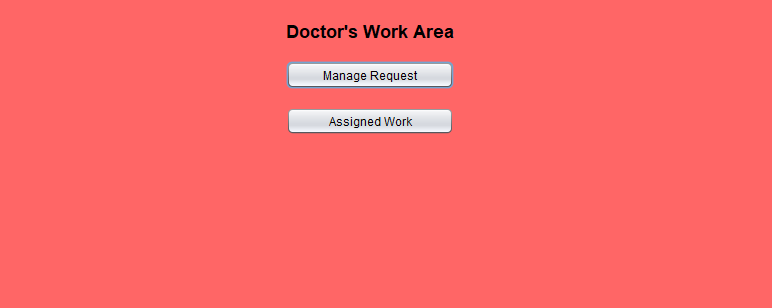 Doctor's Work Area
Manage Request
Assigned Work